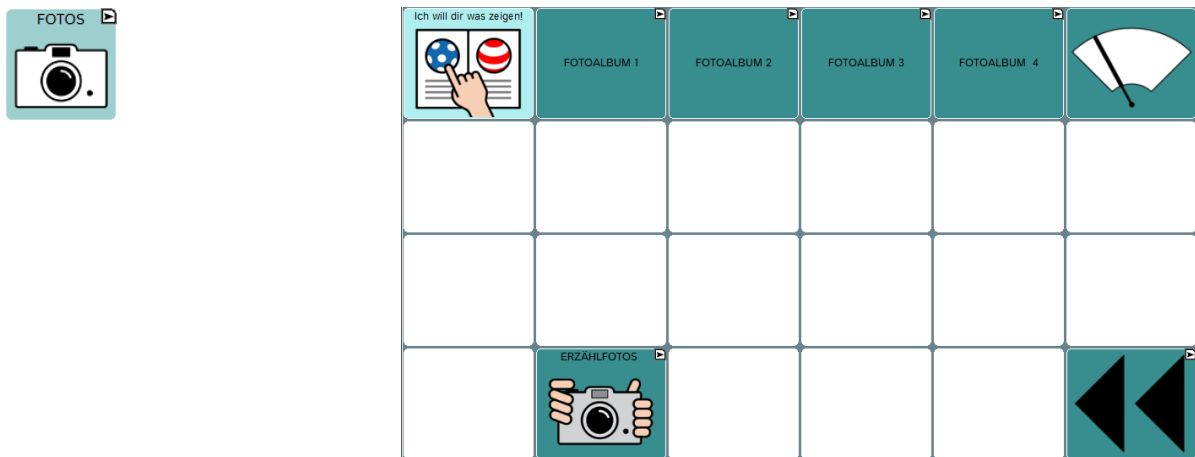 FOTOS
Ich will dir was zeigen!
FOTOALBUM 1
FOTOALBUM 2
FOTOALBUM 3
FOTOALBUM 4
ERZÄHLFOTOS